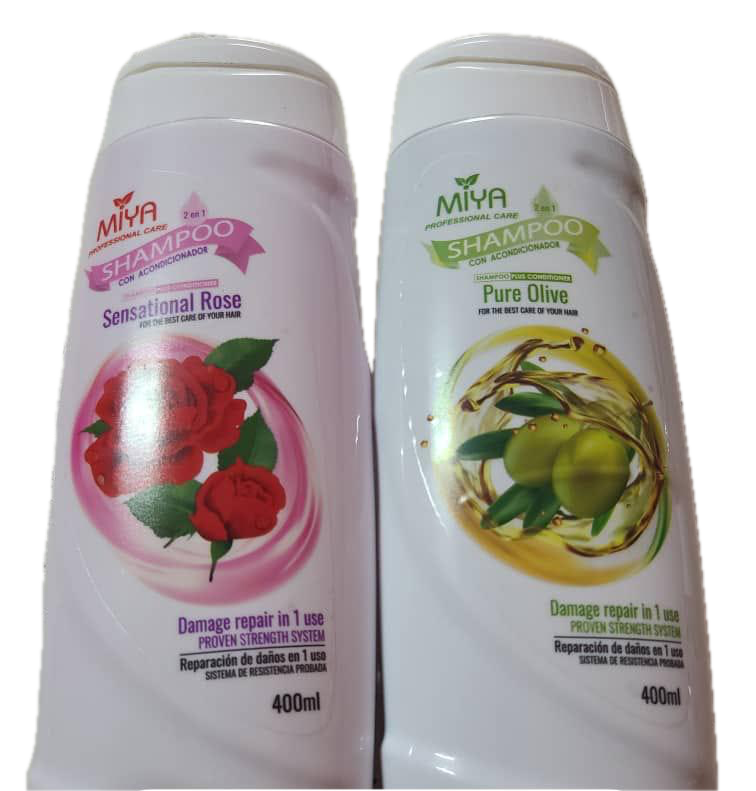 MiYA
PROFESSIONAL CARE
2 en 1
SHAMPOO
CON ACONDICIONADOR
SHAMPOO PLUS CONDITIONER
Sensational Rose
FOR THE BEST CARE OF YOUR HAIR
Damage repair in 1 use
PROVEN STRENGTH SYSTEM
Reparación de daños en 1 uso
SISTEMA DE RESISTENCIA PROBADA
400ml
MiYA
PROFESSIONAL CARE
2 en 1
SHAMPOO
CON ACONDICIONADOR
SHAMPOO PLUS CONDITIONER
Pure Olive
FOR THE BEST CARE OF YOUR HAIR
Damage repair in 1 use
PROVEN STRENGTH SYSTEM
Reparación de daños en 1 uso
SISTEMA DE RESISTENCIA PROBADA
400ml